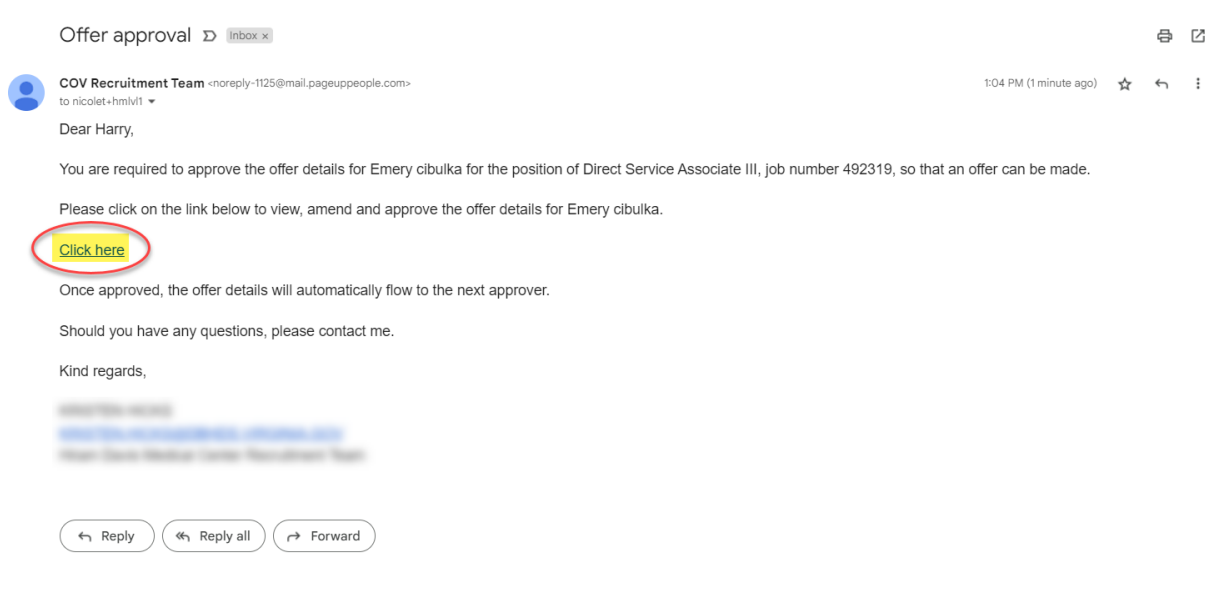 Offer approval Inbox ×
COV Recruitment Team <noreply-1125@mail.pageuppeople.com> 1:04 PM (1 minute ago)
to nicolet+hmlvl1
Dear Harry,
You are required to approve the offer details for Emery cibulka for the position of Direct Service Associate III, job number 492319, so that an offer can be made.
Please click on the link below to view, amend and approve the offer details for Emery cibulka.
Click here
Once approved, the offer details will automatically flow to the next approver.
Should you have any questions, please contact me.
Kind regards,
Reply Reply all Forward